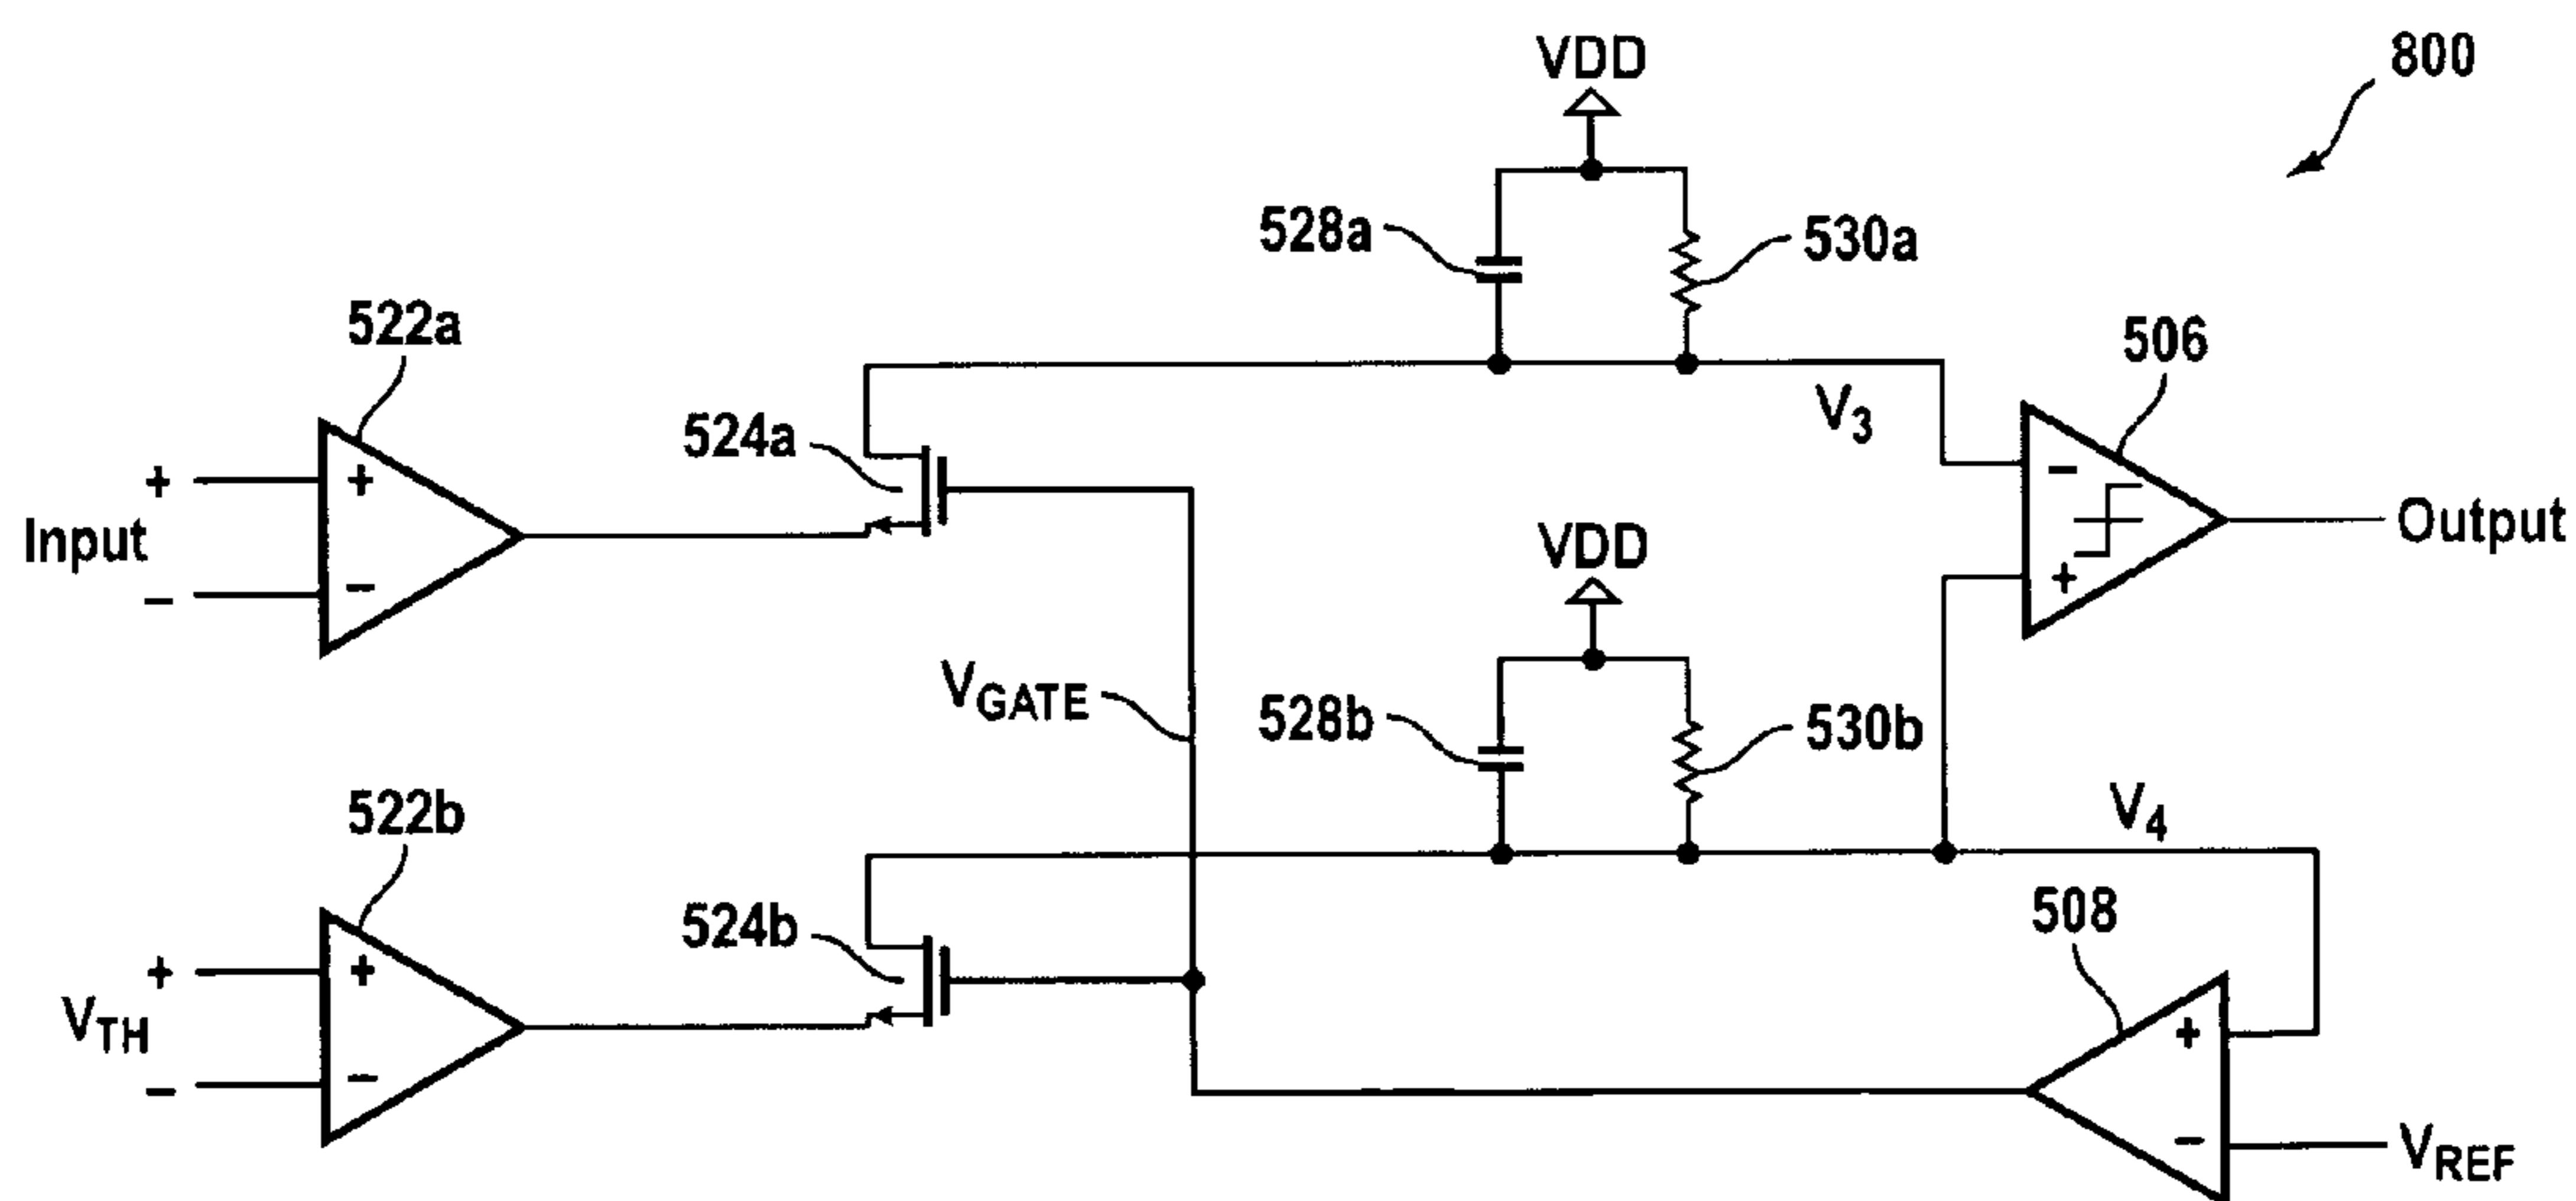 VDD
800
528a
530a
522a
506
524a
V3
+
+
−
Input
−
−
+
Output
VDD
VGATE
528b
530b
522b
V4
508
524b
+
+
+
VTH
−
−
−
VREF